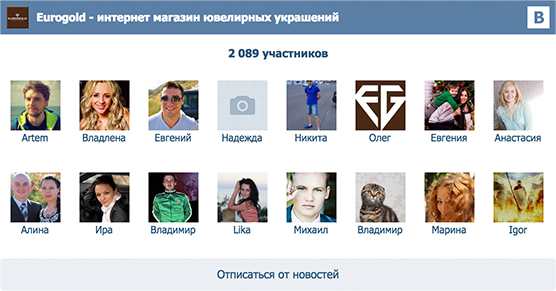 Eurogold - интернет магазин ювелирных украшений
B
2 089 участников
Artem Владлена Евгений Надежда Никита Олег Евгения Анастасия
Алина Ира Владимир Lika Михаил Владимир Марина Igor
Отписаться от новостей